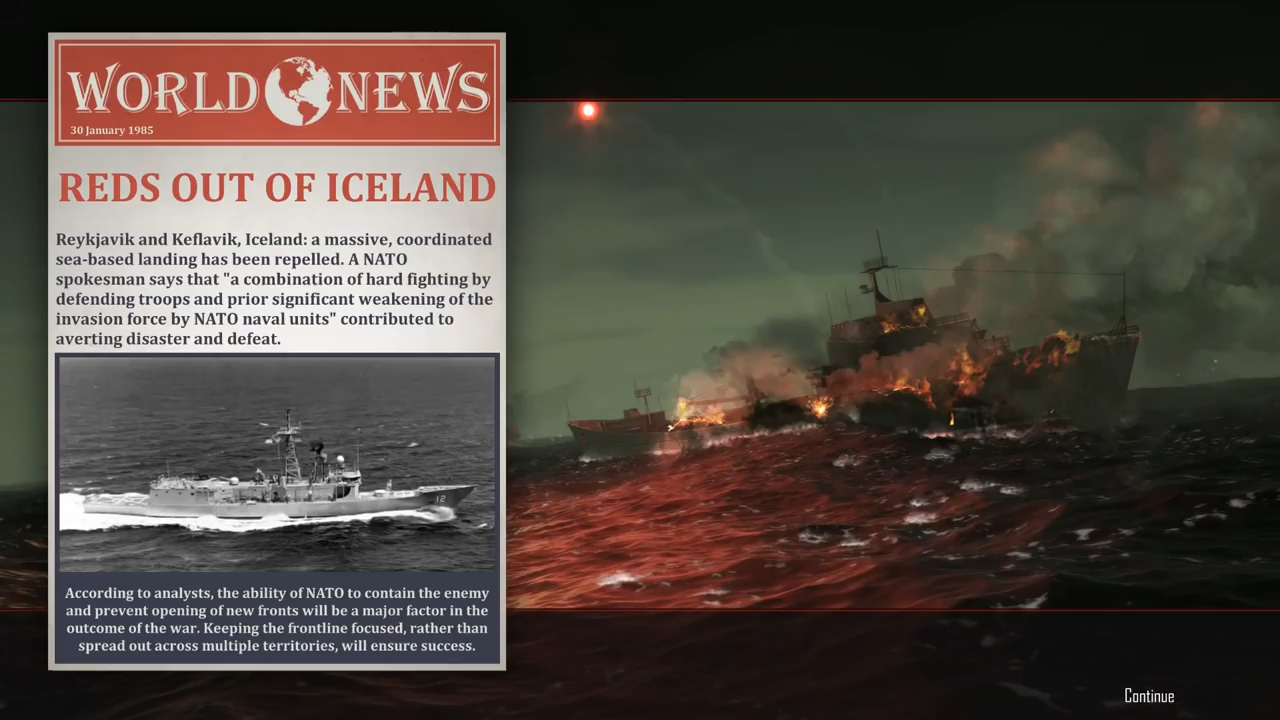 WORLD NEWS
30 January 1985
REDS OUT OF ICELAND
Reykjavik and Keflavik, Iceland: a massive, coordinated
sea-based landing has been repelled. A NATO
spokesman says that "a combination of hard fighting by
defending troops and prior significant weakening of the
invasion force by NATO naval units" contributed to
averting disaster and defeat.
12
According to analysts, the ability of NATO to contain the enemy
and prevent opening of new fronts will be a major factor in the
outcome of the war. Keeping the frontline focused, rather than
spread out across multiple territories, will ensure success.
Continue